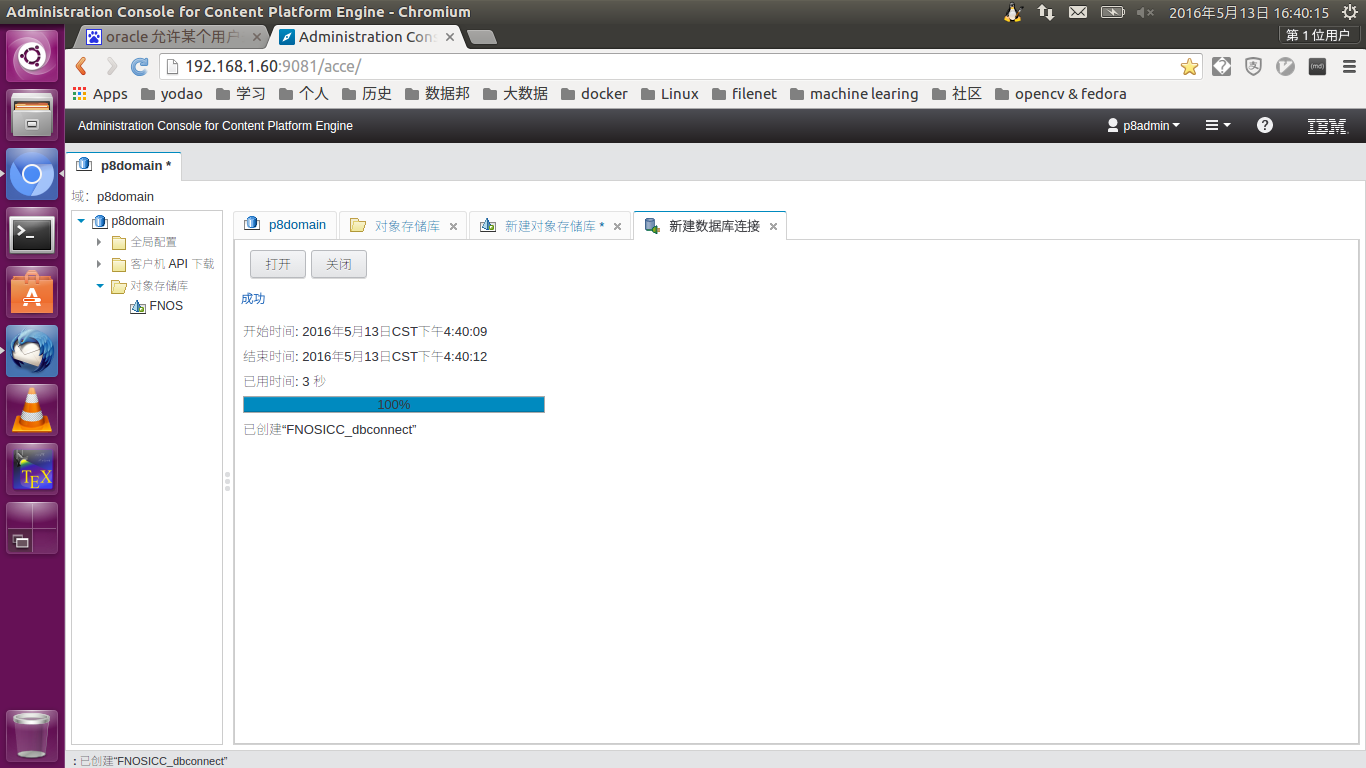 Administration Console for Content Platform Engine - Chromium
2016年5月13日 16:40:15
oracle 允许某个用户
Administration Con
第 1 位用户
192.168.1.60:9081/acce/
Apps yodao 学习 个人 历史 数据邦 大数据 docker Linux filenet machine learing 社区 opencv & fedora
Administration Console for Content Platform Engine
p8admin
IBM
p8domain *
域: p8domain
p8domain
全局配置
客户机 API 下载
对象存储库
FNOS
p8domain 对象存储库 新建对象存储库 * 新建数据库连接
打开 关闭
成功
开始时间: 2016年5月13日CST下午4:40:09
结束时间: 2016年5月13日CST下午4:40:12
已用时间: 3 秒
100%
已创建“FNOSICC_dbconnect”
: 已创建“FNOSICC_dbconnect”